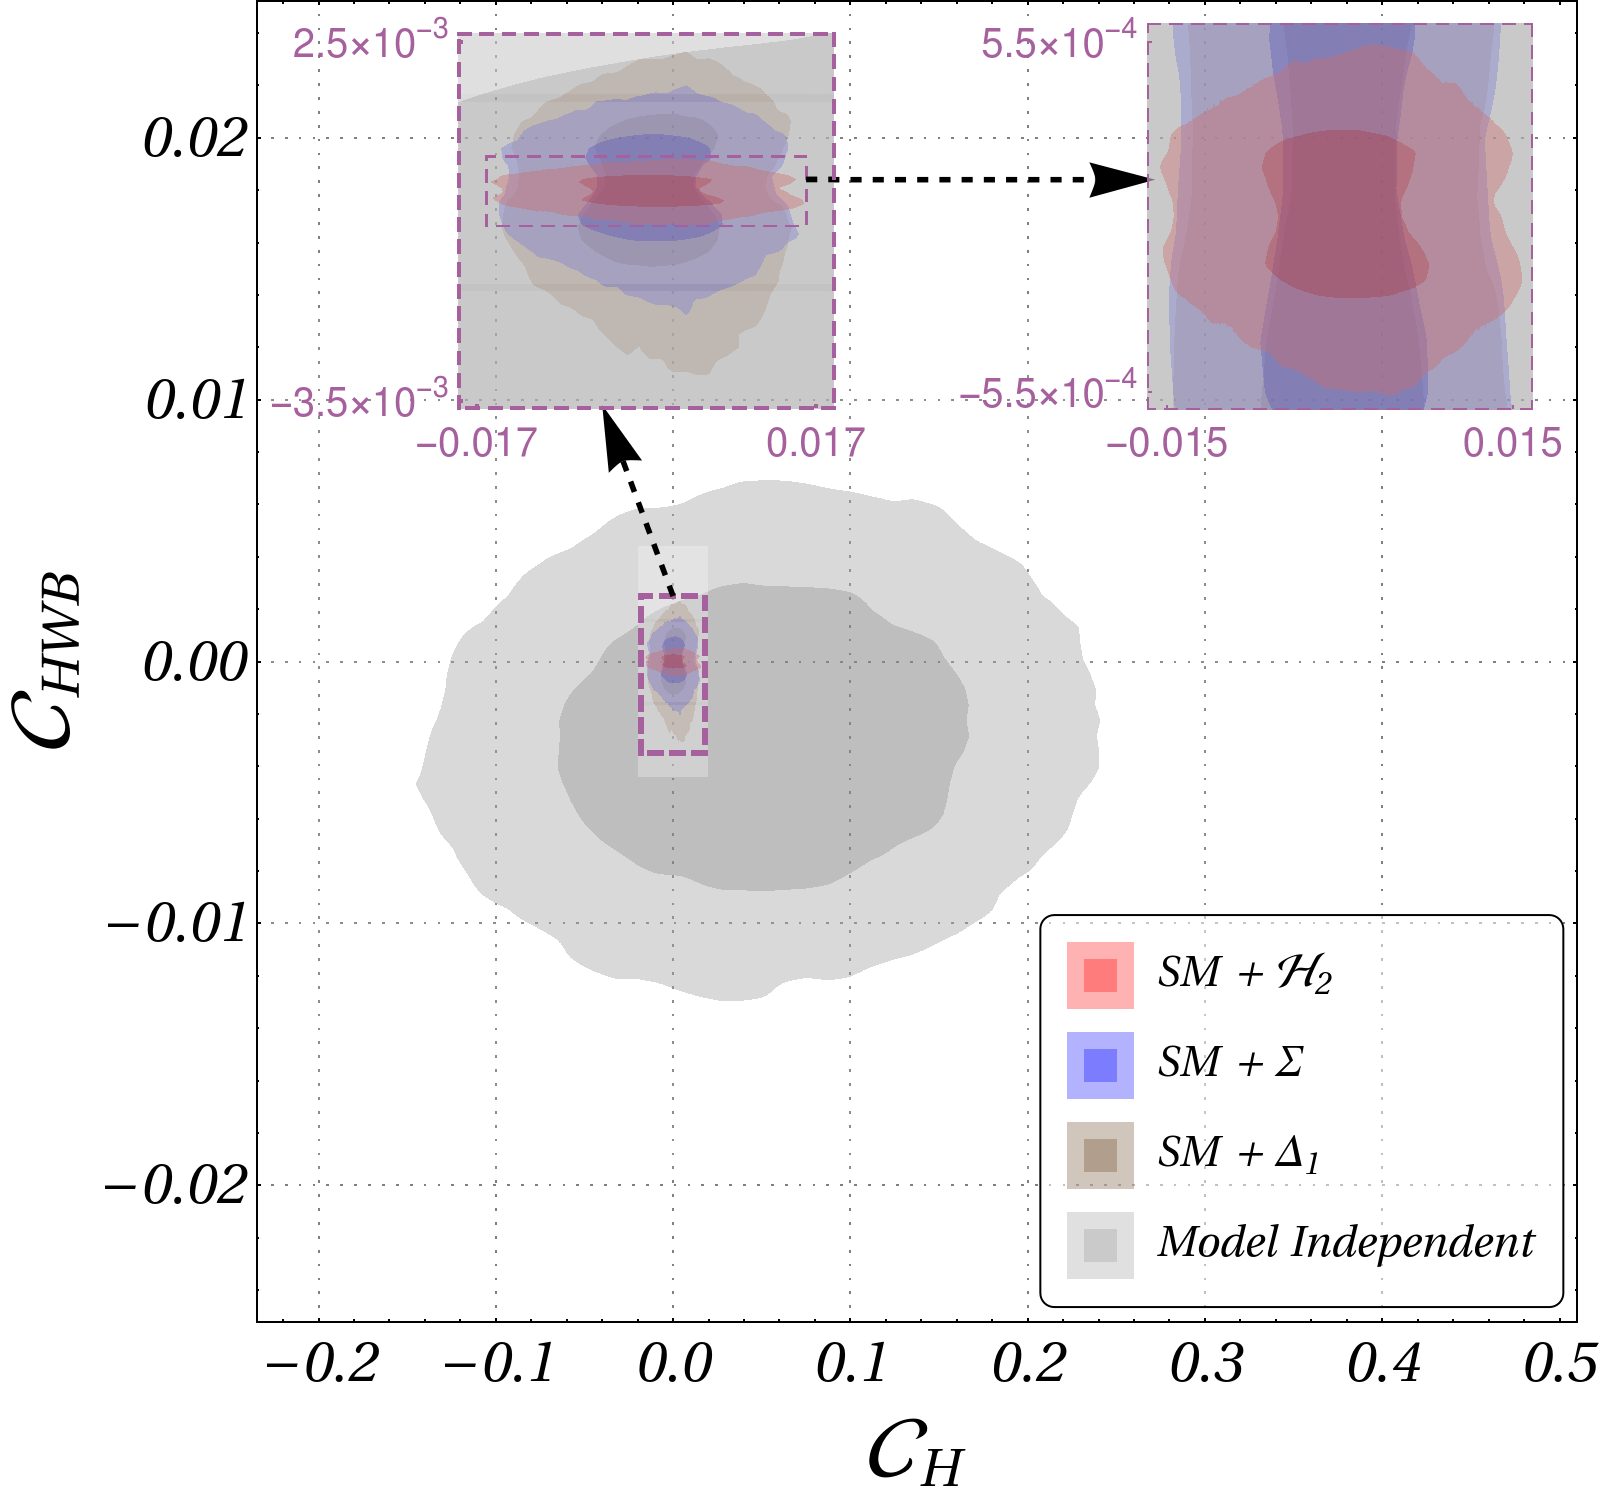 2.5×10⁻³
5.5×10⁻⁴
0.02
−3.5×10⁻³
−5.5×10⁻⁴
0.01
−0.017 0.017
−0.015 0.015
0.00
−0.01
−0.02
𝒞HWB
SM + ℋ₂
SM + Σ
SM + Δ₁
Model Independent
−0.2 −0.1 0.0 0.1 0.2 0.3 0.4 0.5
𝒞H